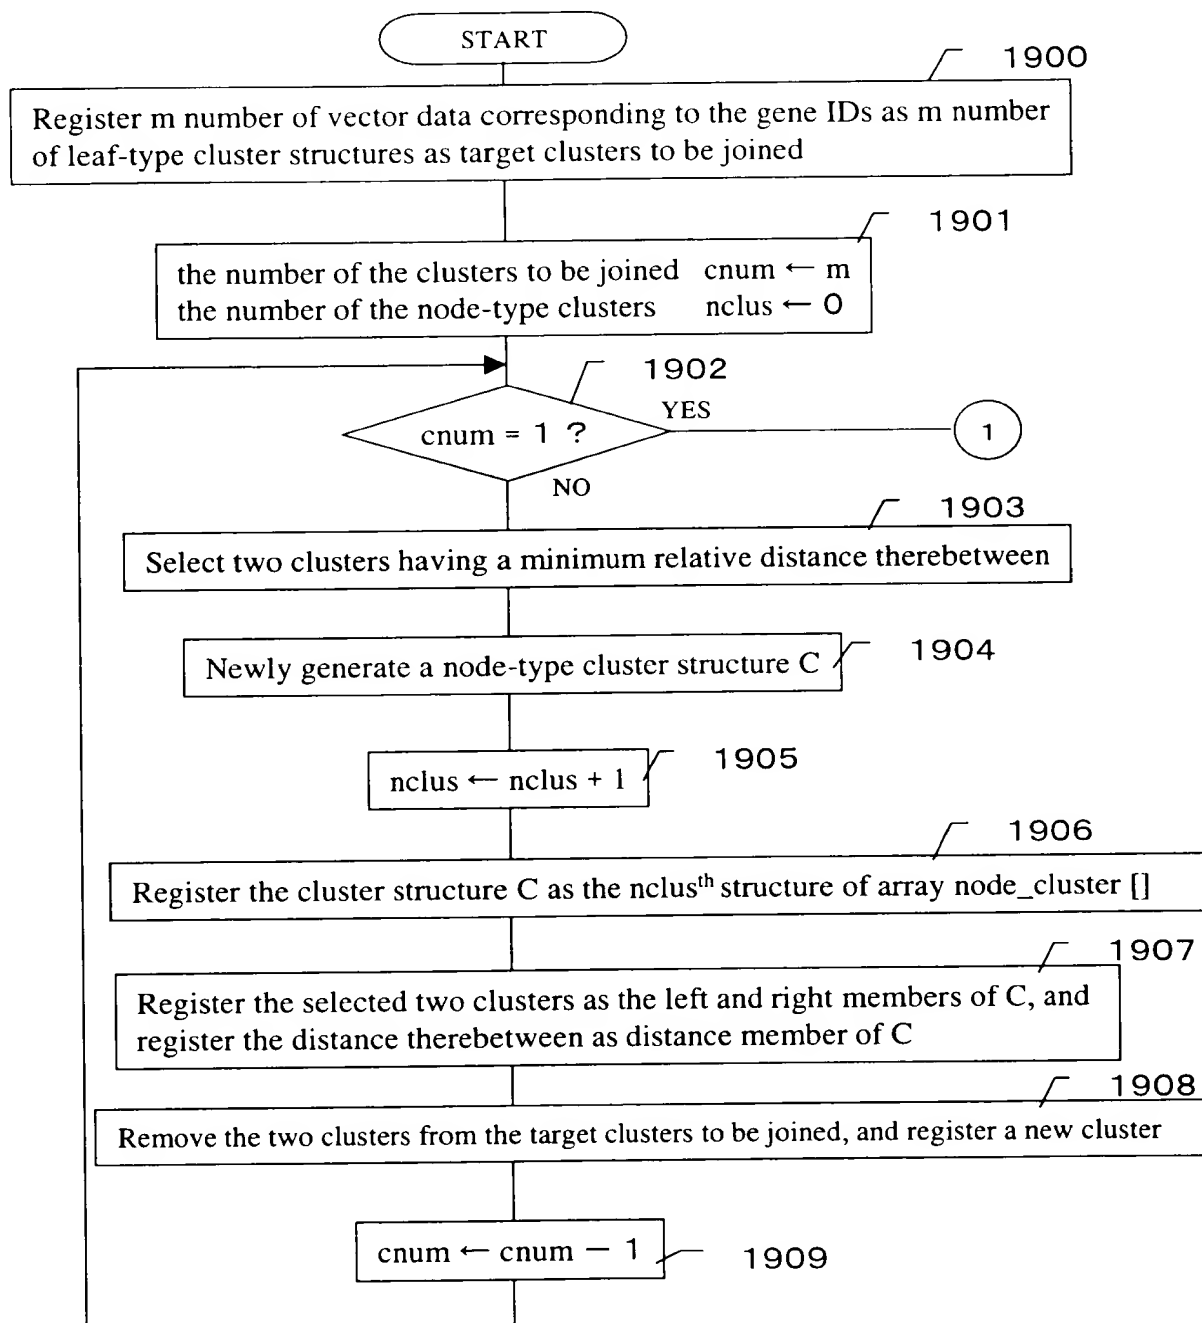 START
1900
Register m number of vector data corresponding to the gene IDs as m number
of leaf-type cluster structures as target clusters to be joined
1901
the number of the clusters to be joined cnum ← m
the number of the node-type clusters nclus ← 0
1902
cnum = 1 ?
YES
1
NO
1903
Select two clusters having a minimum relative distance therebetween
Newly generate a node-type cluster structure C
1904
nclus ← nclus + 1
1905
1906
Register the cluster structure C as the nclusth structure of array node_cluster []
1907
Register the selected two clusters as the left and right members of C, and
register the distance therebetween as distance member of C
1908
Remove the two clusters from the target clusters to be joined, and register a new cluster
cnum ← cnum − 1
1909